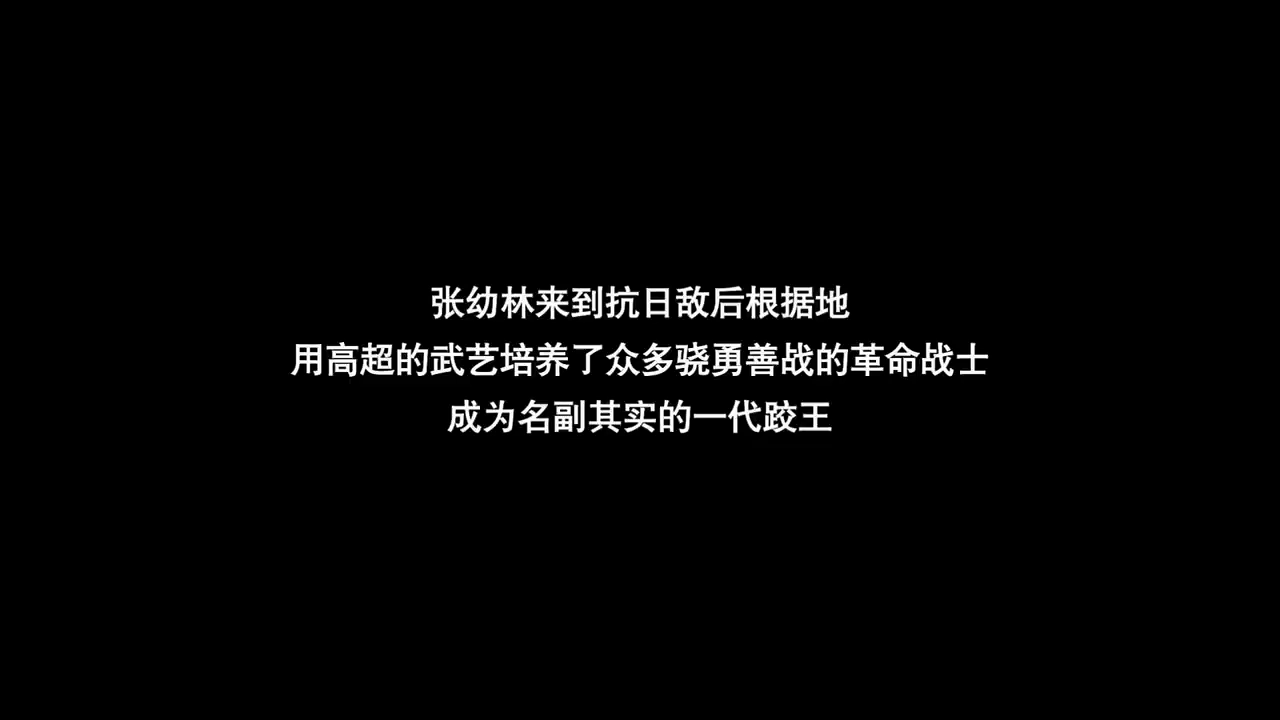 张幼林来到抗日敌后根据地
用高超的武艺培养了众多骁勇善战的革命战士
成为名副其实的一代跤王